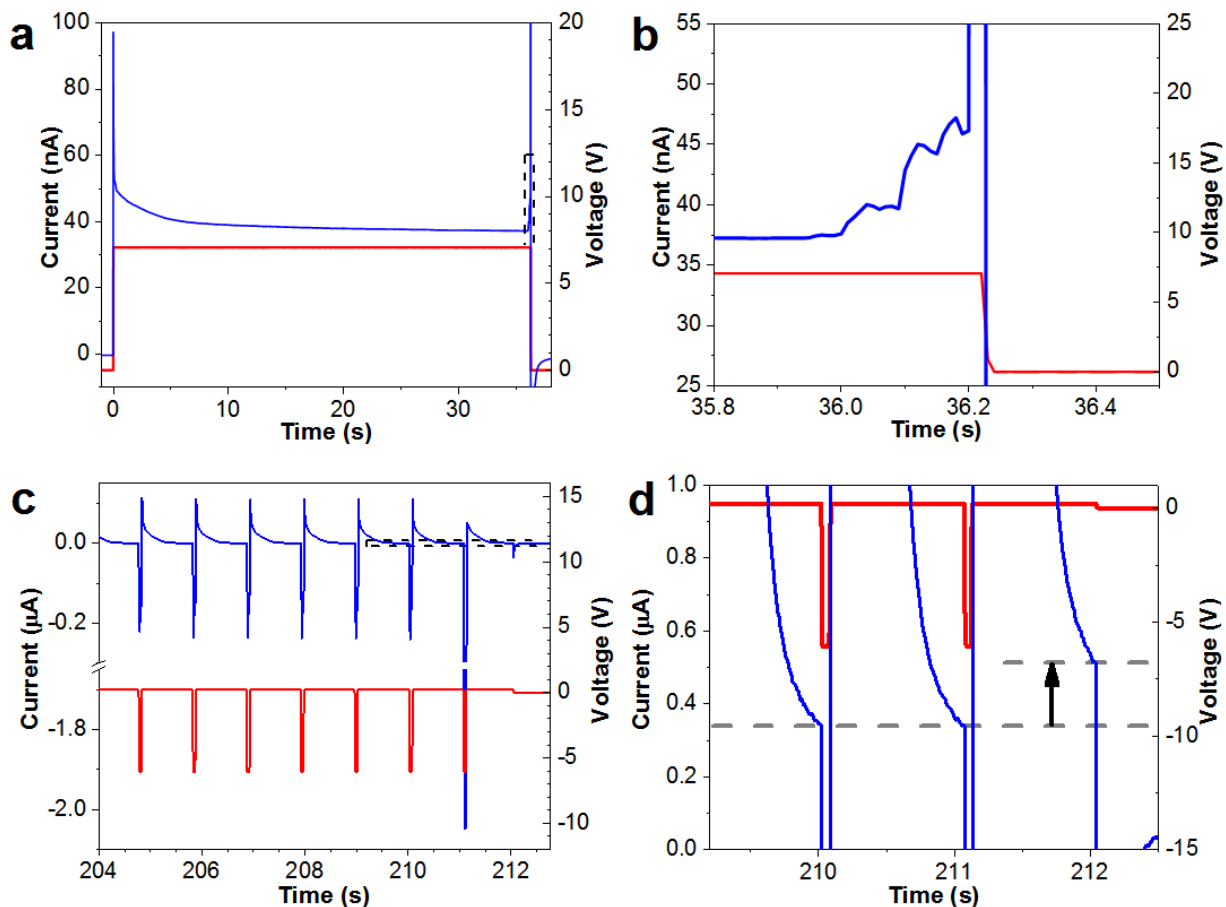 a
100
80
60
40
20
0
Current (nA)
20
15
10
5
0
Voltage (V)
0 10 20 30
Time (s)
b
55
50
45
40
35
30
25
Current (nA)
25
20
15
10
5
0
Voltage (V)
35.8 36.0 36.2 36.4
Time (s)
c
0.0
-0.2
-1.8
-2.0
Current (µA)
15
10
5
0
-5
-10
Voltage (V)
204 206 208 210 212
Time (s)
d
1.0
0.8
0.6
0.4
0.2
0.0
Current (µA)
0
-5
-10
-15
Voltage (V)
210 211 212
Time (s)